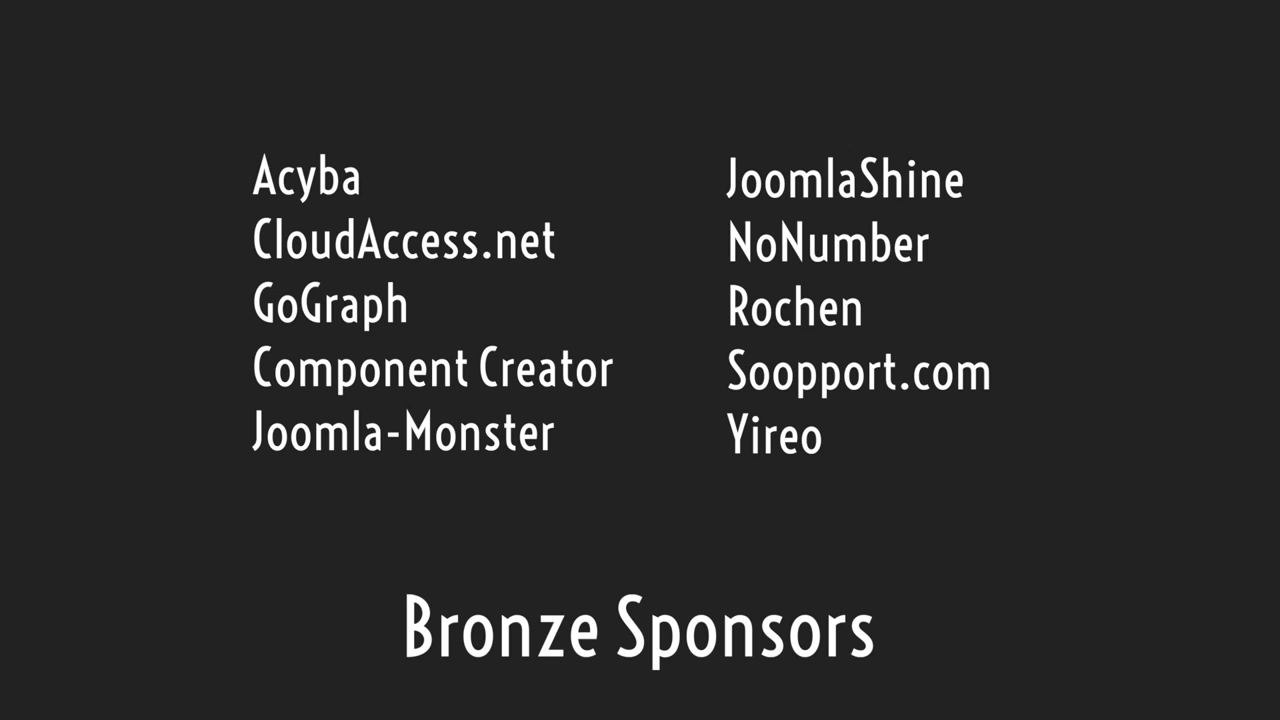 Acyba
CloudAccess.net
GoGraph
Component Creator
Joomla-Monster
JoomlaShine
NoNumber
Rochen
Soopport.com
Yireo
Bronze Sponsors